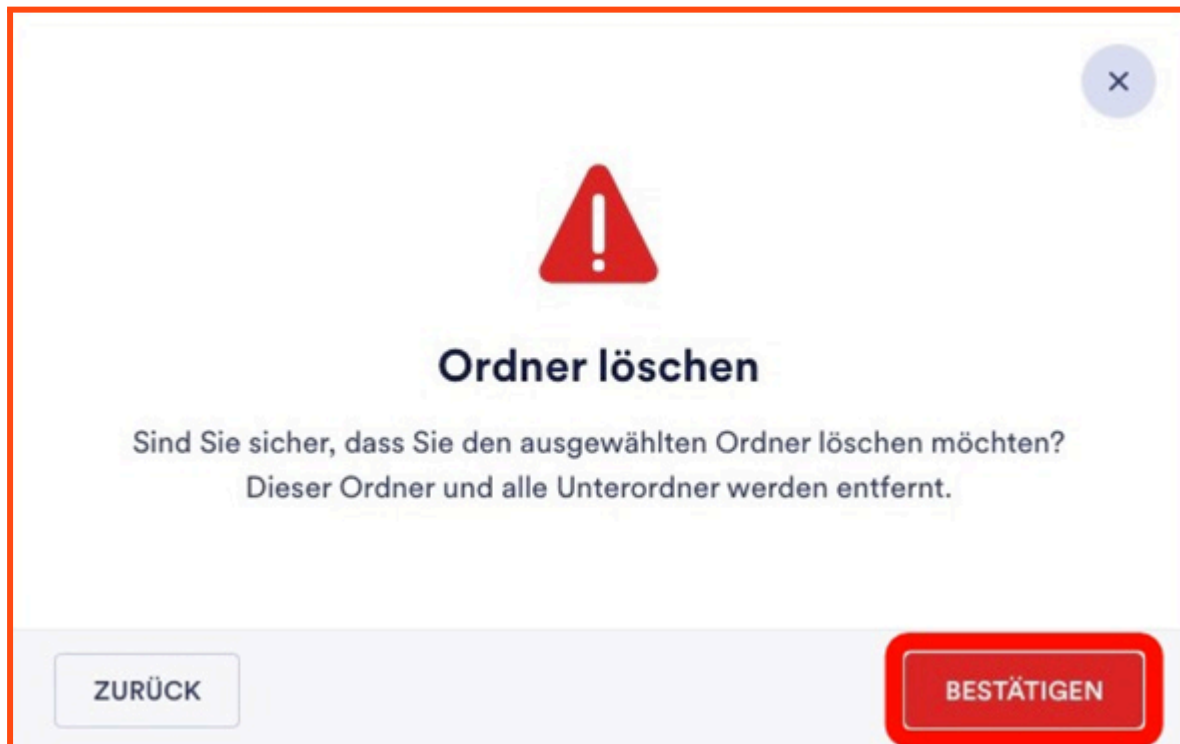 Ordner löschen
Sind Sie sicher, dass Sie den ausgewählten Ordner löschen möchten?
Dieser Ordner und alle Unterordner werden entfernt.
ZURÜCK
BESTÄTIGEN